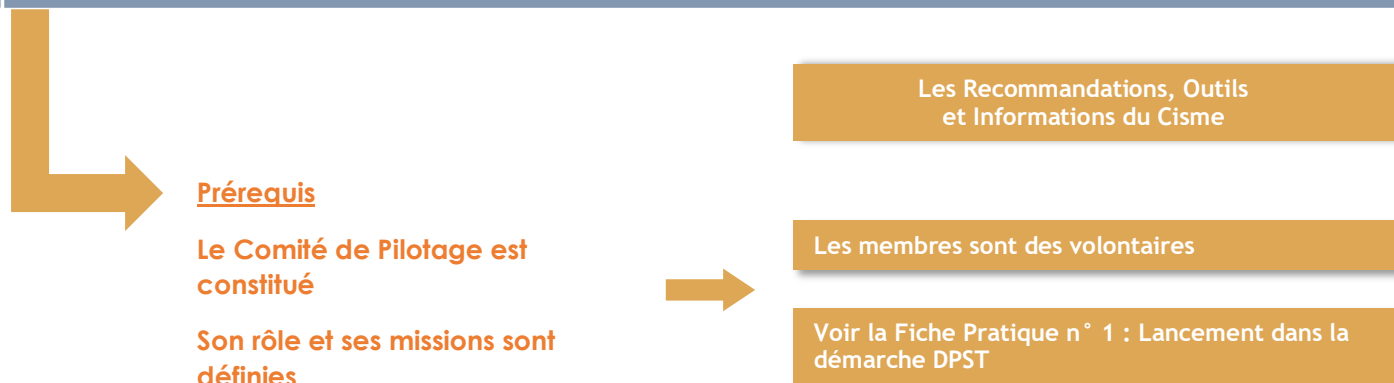 Les Recommandations, Outils
et Informations du Cisme
Prérequis
Le Comité de Pilotage est
constitué
Les membres sont des volontaires
Son rôle et ses missions sont
définies
Voir la Fiche Pratique n° 1 : Lancement dans la
démarche DPST